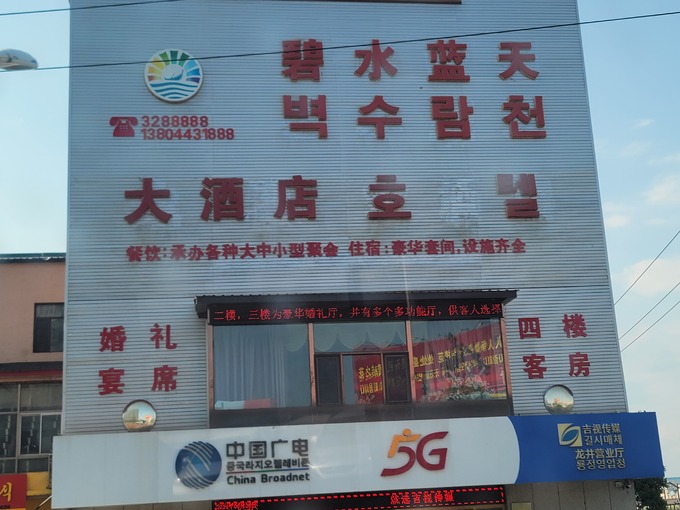 碧水蓝天
3288888
13804431888
벽수람천
大酒店 호텔
餐饮:承办各种大中小型聚会 住宿:豪华套间,设施齐全
二楼，三楼为豪华婚礼厅，并有多个多功能厅，供客人选择
婚礼
宴席
四楼
客房
中国广电
중국라지오텔레비죤
China Broadnet
5G
吉视传媒
길시매체
龙井营业厅
룡정영업청
식